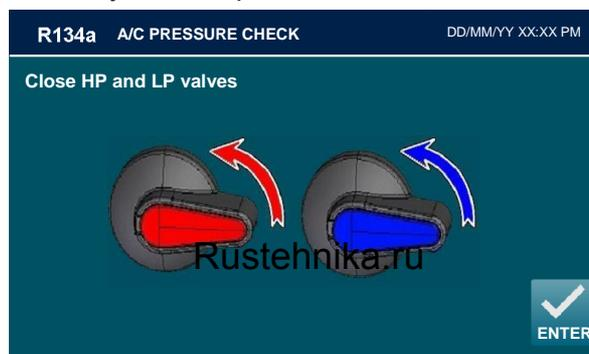 R134a A/C PRESSURE CHECK DD/MM/YY XX:XX PM
Close HP and LP valves
Rustehnika.ru
ENTER